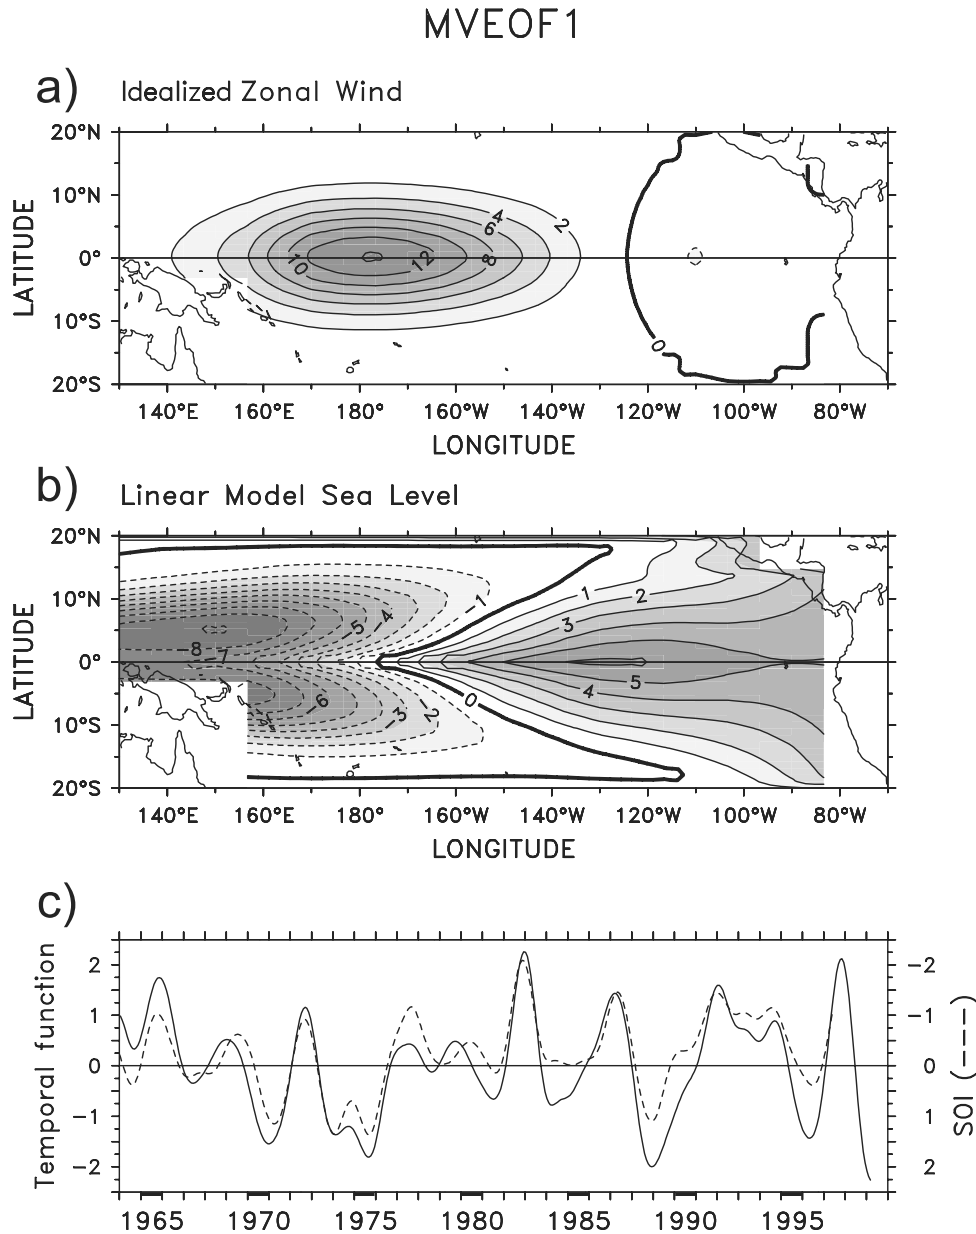 MVEOF1
a) Idealized Zonal Wind
20°N
10°N
0°
10°S
20°S
LATITUDE
2
4
6
8
10
12
0
140°E 160°E 180° 160°W 140°W 120°W 100°W 80°W
LONGITUDE
b) Linear Model Sea Level
20°N
10°N
0°
10°S
20°S
LATITUDE
-1
-4
-5
-8
-7
-6
-3
-2
0
1
2
3
4
5
140°E 160°E 180° 160°W 140°W 120°W 100°W 80°W
LONGITUDE
c)
Temporal function
2
1
0
-1
-2
-2
-1
0
1
2
SOI (---)
1965 1970 1975 1980 1985 1990 1995